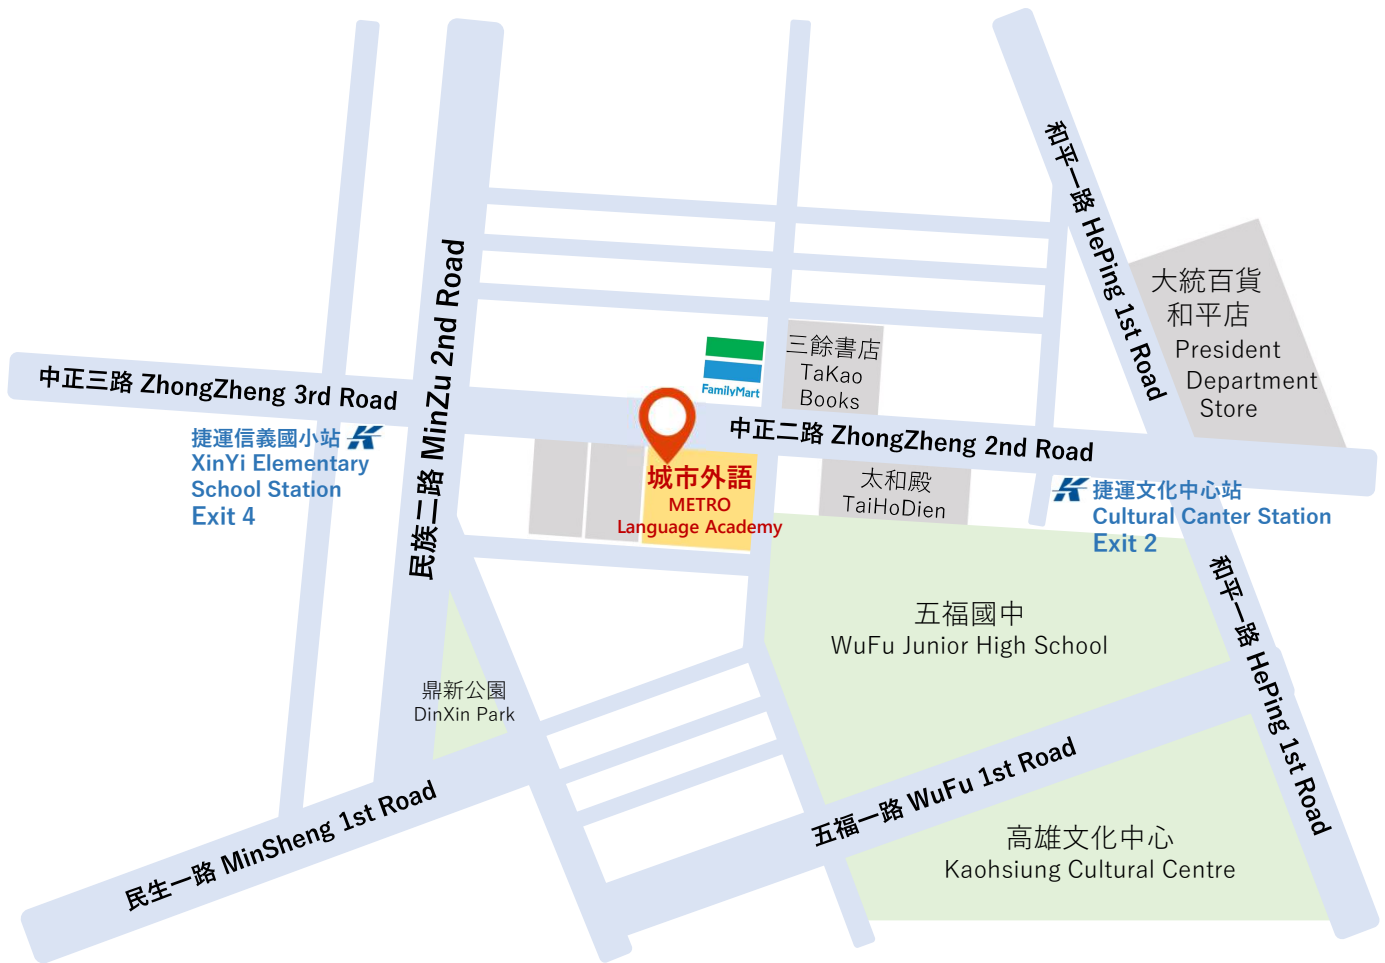 和平一路 HePing 1st Road
民族二路 MinZu 2nd Road
大統百貨
和平店
President
Department
Store
三餘書店
TaKao
Books
FamilyMart
中正三路 ZhongZheng 3rd Road
中正二路 ZhongZheng 2nd Road
捷運信義國小站
XinYi Elementary
School Station
Exit 4
城市外語
METRO
Language Academy
太和殿
TaiHoDien
捷運文化中心站
Cultural Canter Station
Exit 2
五福國中
WuFu Junior High School
和平一路 HePing 1st Road
鼎新公園
DinXin Park
民生一路 MinSheng 1st Road
五福一路 WuFu 1st Road
高雄文化中心
Kaohsiung Cultural Centre